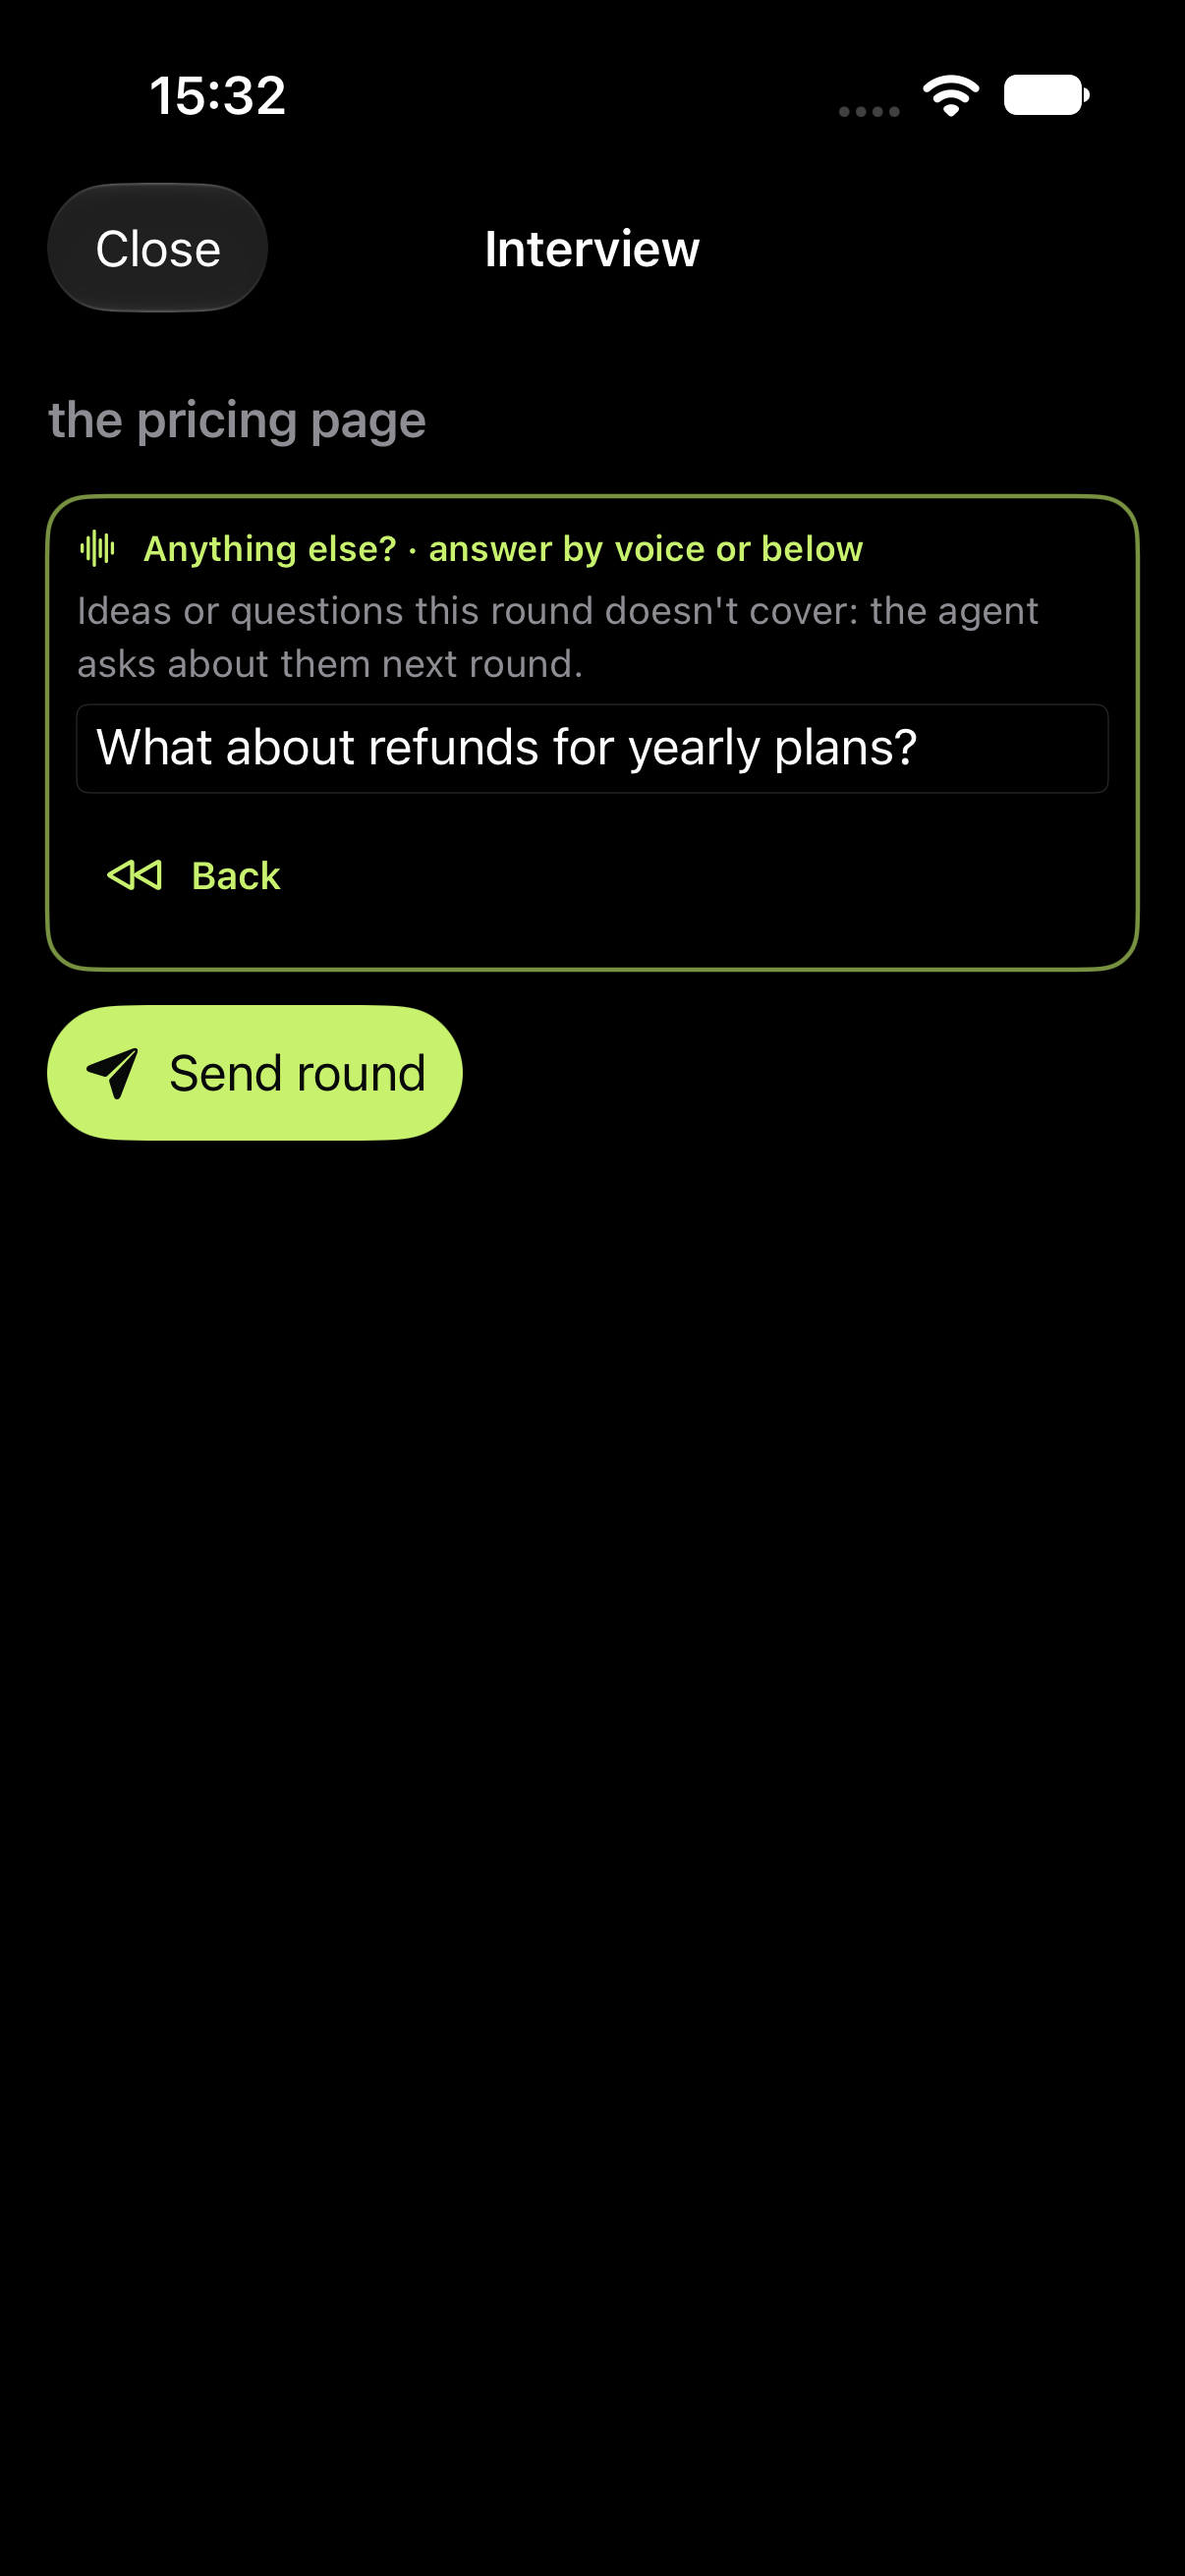 15:32
Close
Interview
the pricing page
Anything else? · answer by voice or below
Ideas or questions this round doesn't cover: the agent
asks about them next round.
What about refunds for yearly plans?
Back
Send round